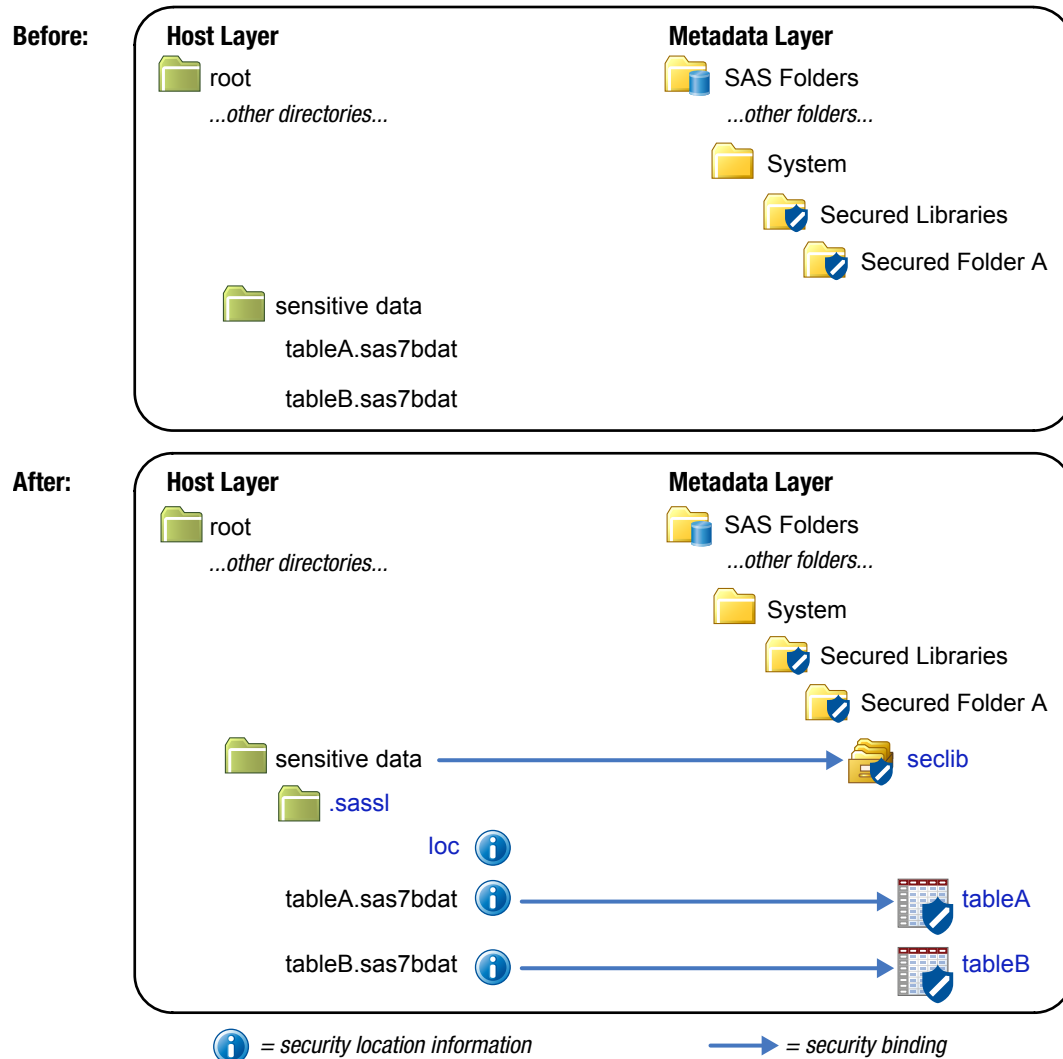 Before:
Host Layer
Metadata Layer
root
SAS Folders
...other directories...
...other folders...
System
Secured Libraries
Secured Folder A
sensitive data
tableA.sas7bdat
tableB.sas7bdat
After:
Host Layer
Metadata Layer
root
SAS Folders
...other directories...
...other folders...
System
Secured Libraries
Secured Folder A
sensitive data
seclib
.sassl
loc
tableA.sas7bdat
tableA
tableB.sas7bdat
tableB
= security location information
= security binding